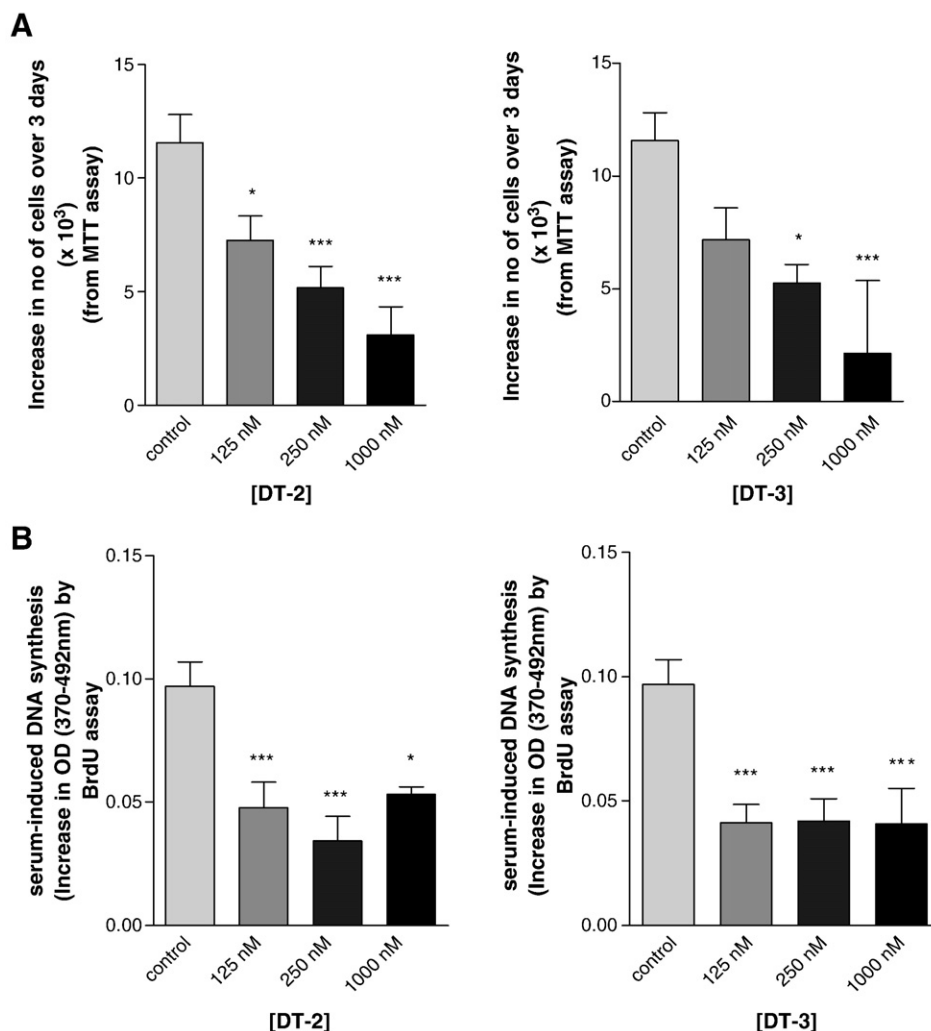 A
Increase in no of cells over 3 days
(x 10³)
(from MTT assay)
15
10
5
0
*
***
***
control
125 nM
250 nM
1000 nM
[DT-2]
Increase in no of cells over 3 days
(x 10³)
(from MTT assay)
15
10
5
0
*
***
control
125 nM
250 nM
1000 nM
[DT-3]
B
serum-induced DNA synthesis
(Increase in OD (370-492nm) by
BrdU assay
0.15
0.10
0.05
0.00
***
***
*
control
125 nM
250 nM
1000 nM
[DT-2]
serum-induced DNA synthesis
(Increase in OD (370-492nm) by
BrdU assay
0.15
0.10
0.05
0.00
***
***
***
control
125 nM
250 nM
1000 nM
[DT-3]